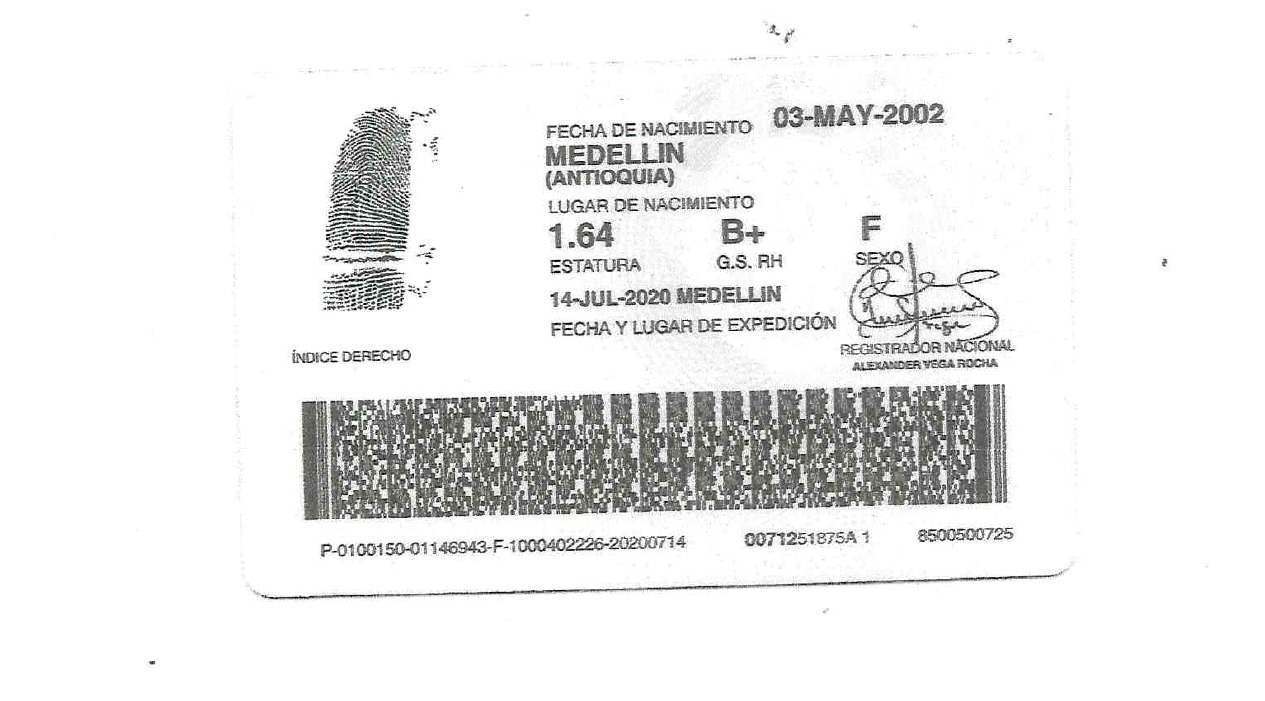 FECHA DE NACIMIENTO 03-MAY-2002
MEDELLIN
(ANTIOQUIA)
LUGAR DE NACIMIENTO
1.64 B+ F
ESTATURA G.S. RH SEXO
14-JUL-2020 MEDELLIN
FECHA Y LUGAR DE EXPEDICIÓN
REGISTRADOR NACIONAL
ALEXANDER VEGA ROCHA
ÍNDICE DERECHO
P-0100150-01146943-F-1000402226-20200714 0071251875A 1 8500500725